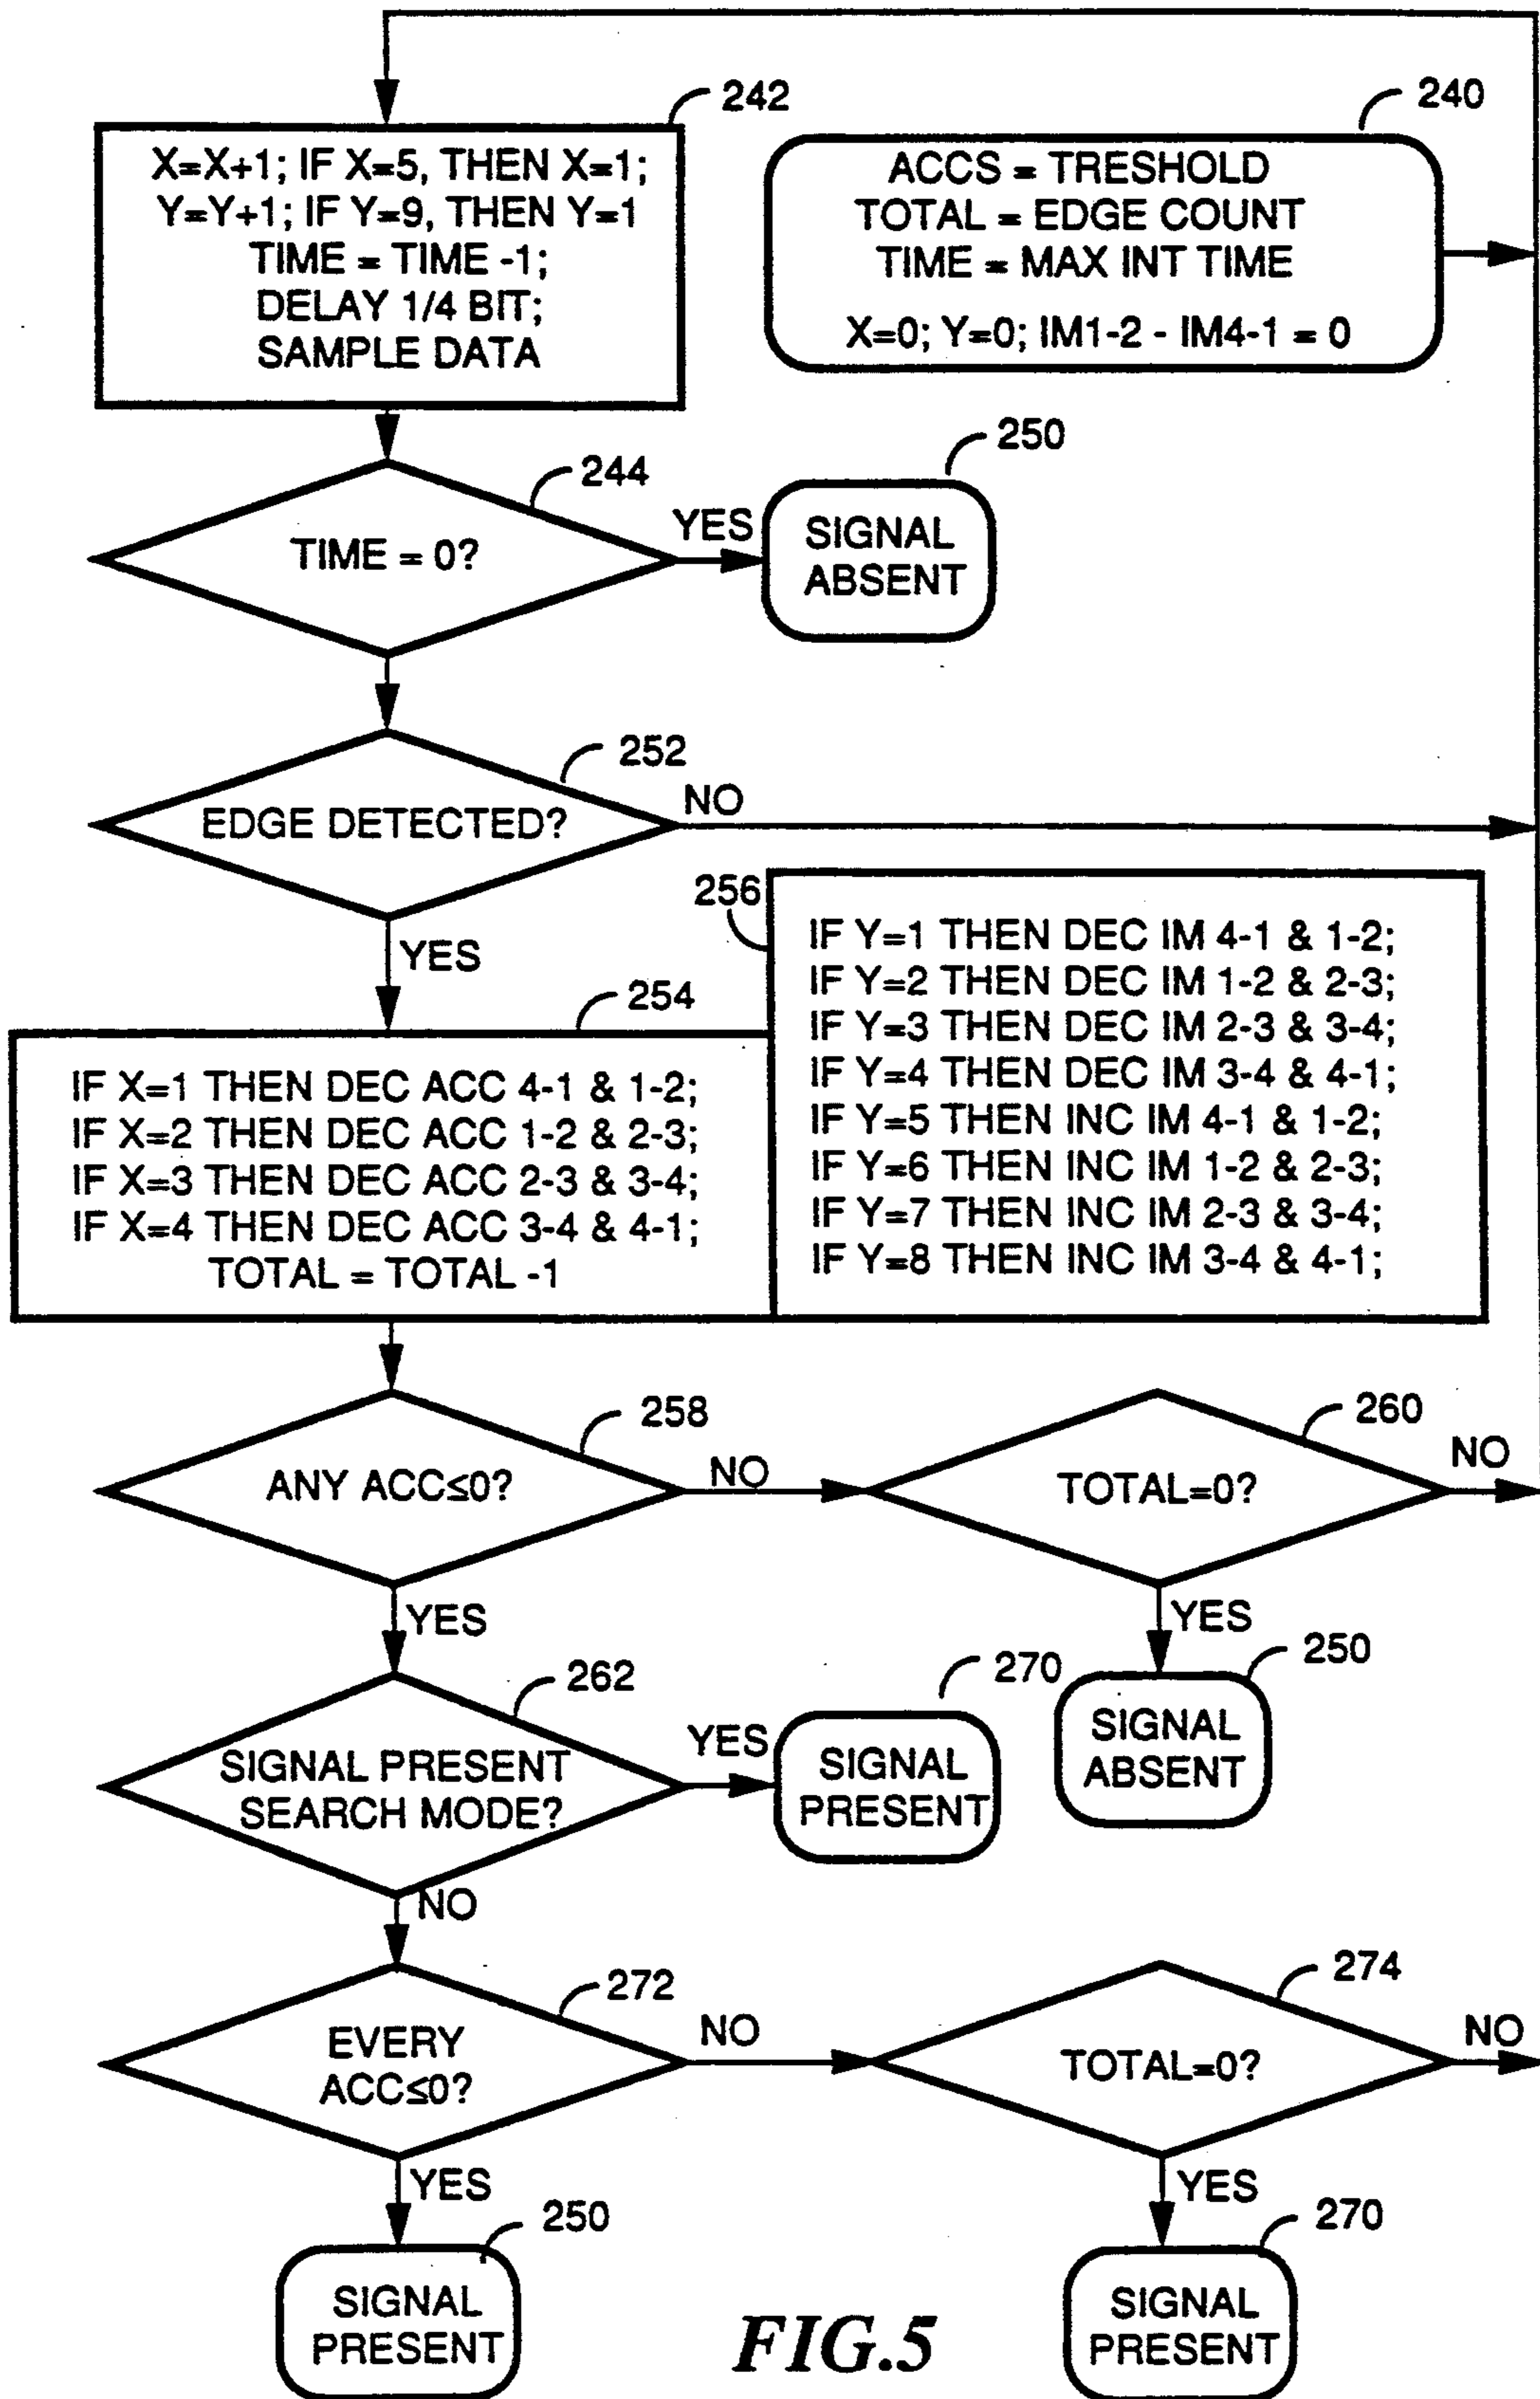 242
X=X+1; IF X=5, THEN X=1;
Y=Y+1; IF Y=9, THEN Y=1
TIME = TIME -1;
DELAY 1/4 BIT;
SAMPLE DATA
240
ACCS = TRESHOLD
TOTAL = EDGE COUNT
TIME = MAX INT TIME
X=0; Y=0; IM1-2 - IM4-1 = 0
244
TIME = 0?
YES
250
SIGNAL
ABSENT
252
EDGE DETECTED?
NO
YES
254
IF X=1 THEN DEC ACC 4-1 & 1-2;
IF X=2 THEN DEC ACC 1-2 & 2-3;
IF X=3 THEN DEC ACC 2-3 & 3-4;
IF X=4 THEN DEC ACC 3-4 & 4-1;
TOTAL = TOTAL -1
256
IF Y=1 THEN DEC IM 4-1 & 1-2;
IF Y=2 THEN DEC IM 1-2 & 2-3;
IF Y=3 THEN DEC IM 2-3 & 3-4;
IF Y=4 THEN DEC IM 3-4 & 4-1;
IF Y=5 THEN INC IM 4-1 & 1-2;
IF Y=6 THEN INC IM 1-2 & 2-3;
IF Y=7 THEN INC IM 2-3 & 3-4;
IF Y=8 THEN INC IM 3-4 & 4-1;
258
ANY ACC≤0?
NO
260
TOTAL=0?
NO
YES
YES
250
SIGNAL
ABSENT
262
SIGNAL PRESENT
SEARCH MODE?
YES
270
SIGNAL
PRESENT
NO
272
EVERY
ACC≤0?
NO
274
TOTAL=0?
NO
YES
250
SIGNAL
PRESENT
YES
270
SIGNAL
PRESENT
FIG.5